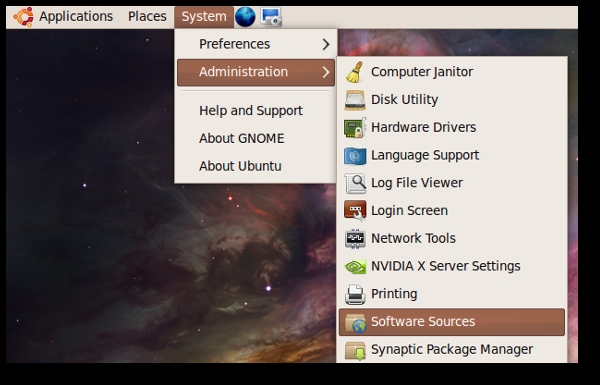 Applications Places System
Preferences
Administration
Help and Support
About GNOME
About Ubuntu
Computer Janitor
Disk Utility
Hardware Drivers
Language Support
Log File Viewer
Login Screen
Network Tools
NVIDIA X Server Settings
Printing
Software Sources
Synaptic Package Manager